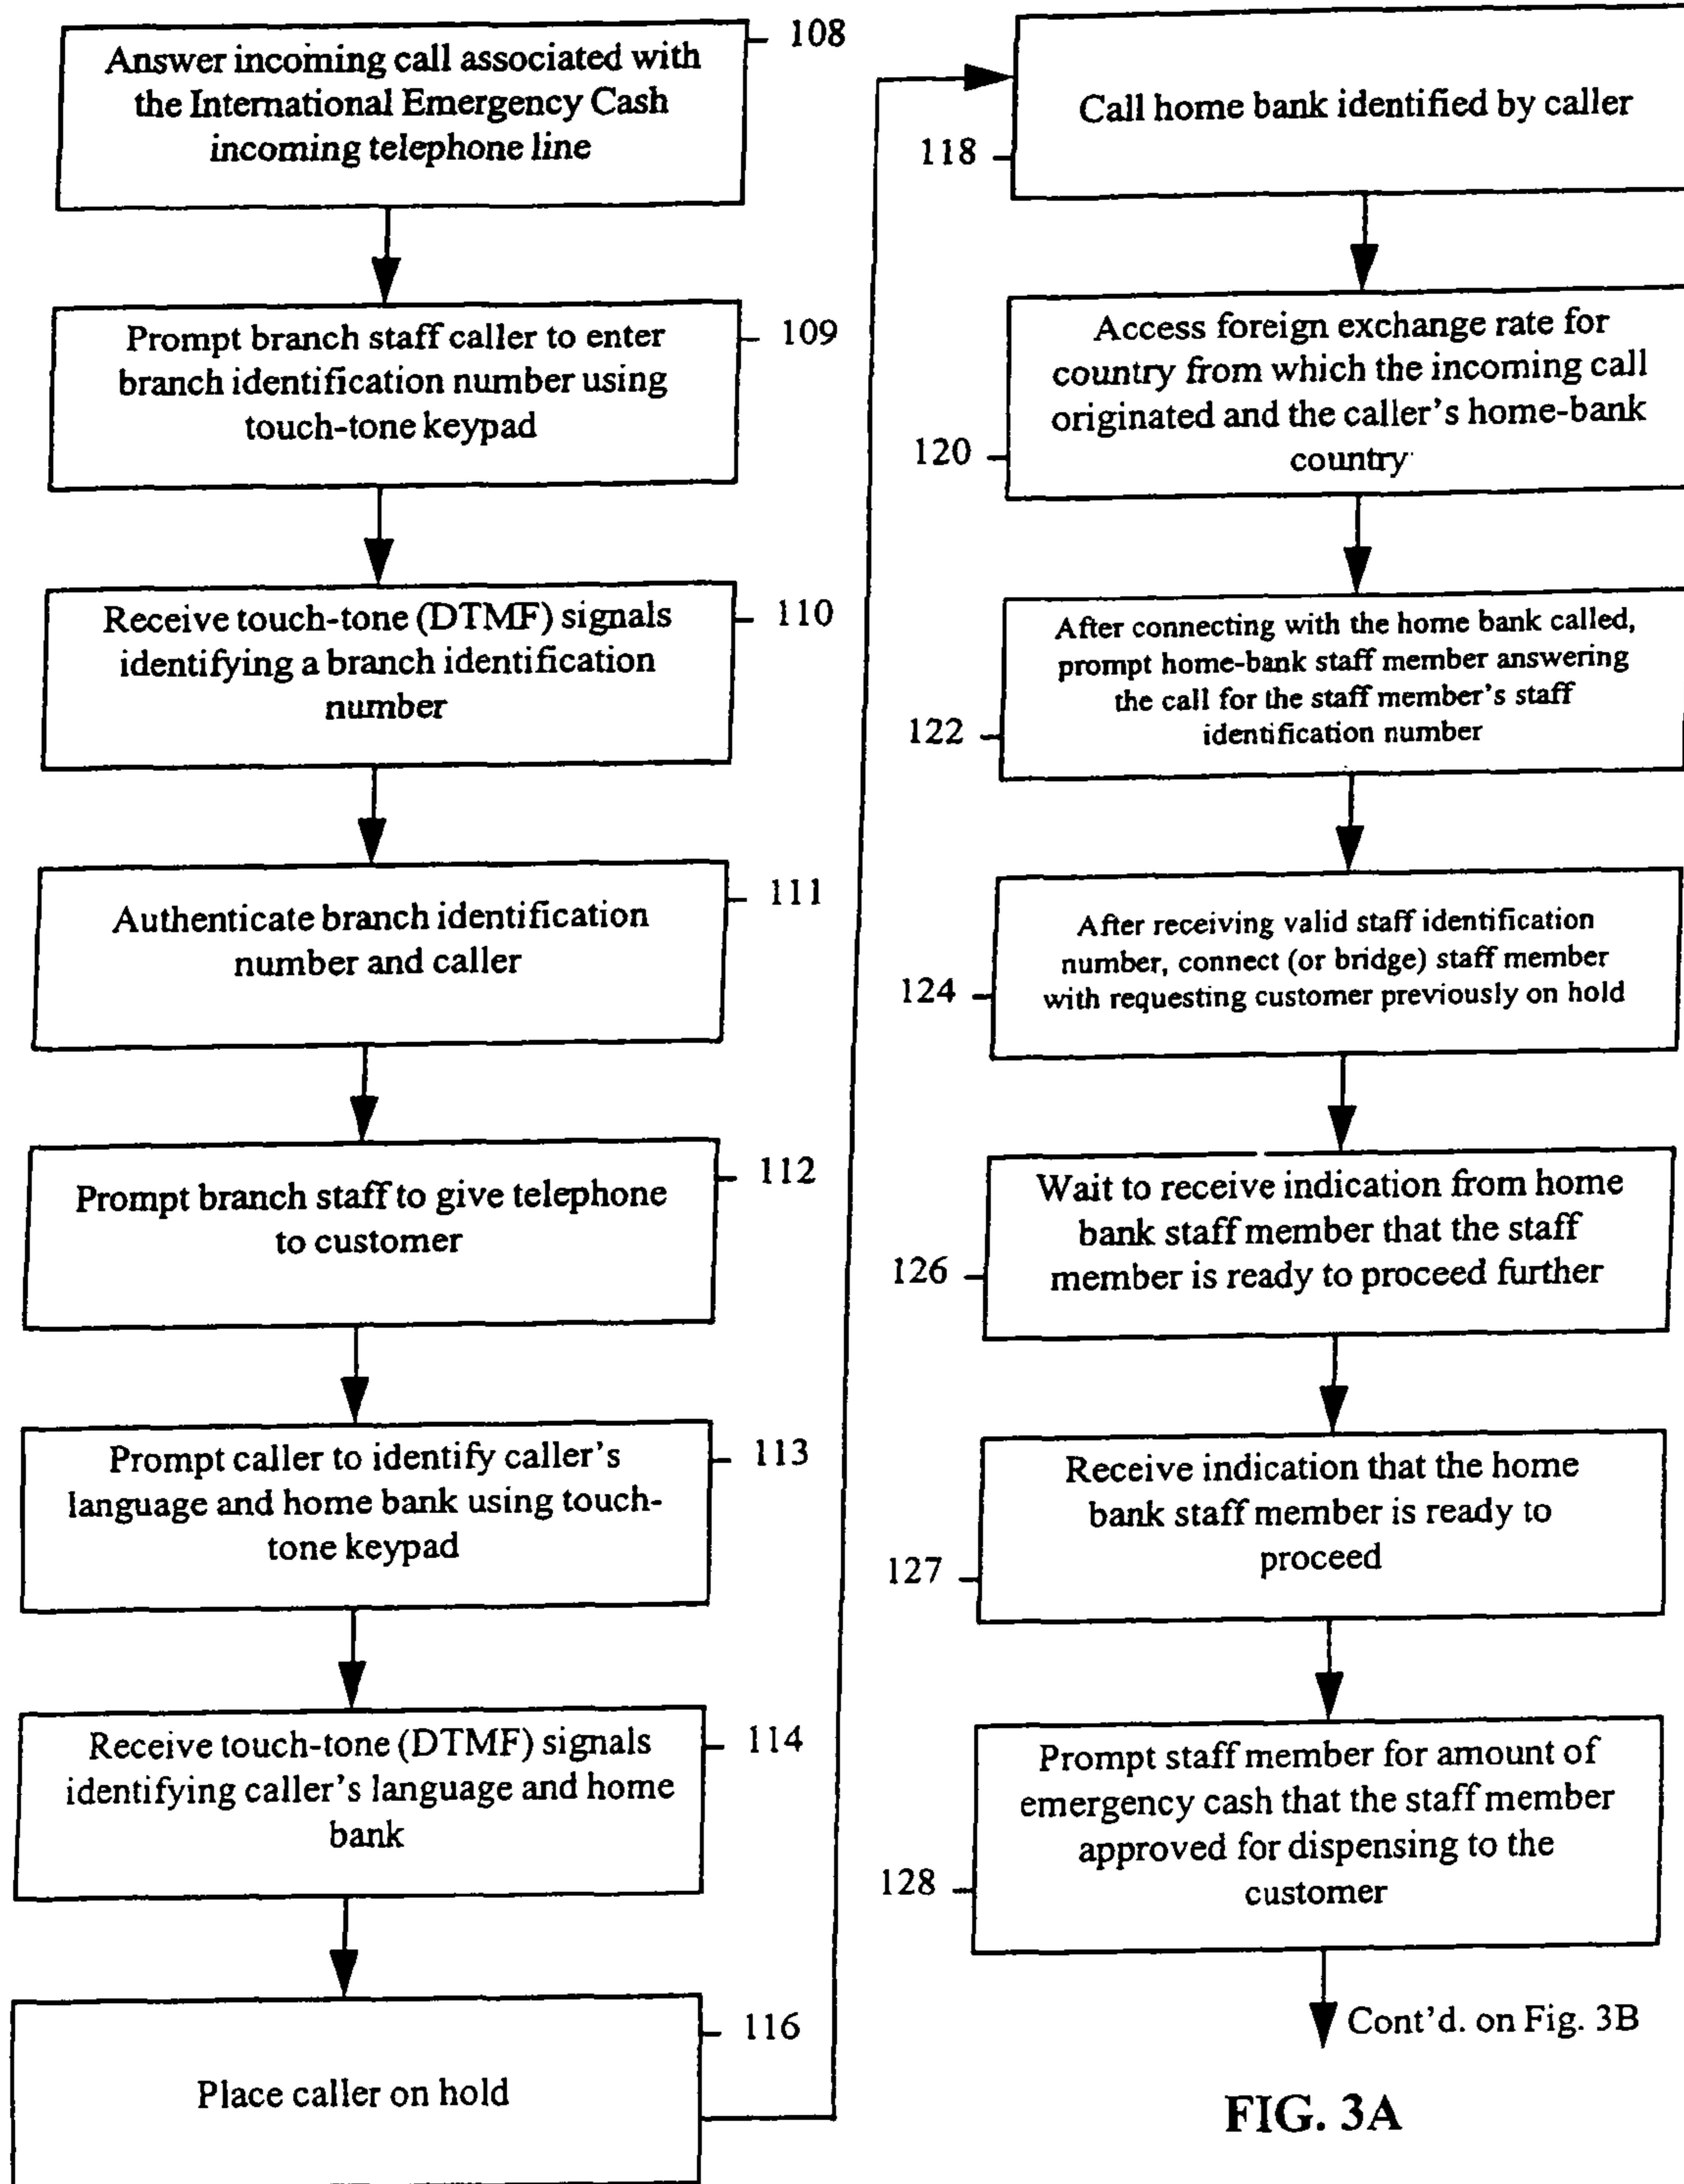 Answer incoming call associated with
the International Emergency Cash
incoming telephone line
108
Prompt branch staff caller to enter
branch identification number using
touch-tone keypad
109
Receive touch-tone (DTMF) signals
identifying a branch identification
number
110
Authenticate branch identification
number and caller
111
Prompt branch staff to give telephone
to customer
112
Prompt caller to identify caller's
language and home bank using touch-
tone keypad
113
Receive touch-tone (DTMF) signals
identifying caller's language and home
bank
114
Place caller on hold
116
Call home bank identified by caller
118
Access foreign exchange rate for
country from which the incoming call
originated and the caller's home-bank
country
120
After connecting with the home bank called,
prompt home-bank staff member answering
the call for the staff member's staff
identification number
122
After receiving valid staff identification
number, connect (or bridge) staff member
with requesting customer previously on hold
124
Wait to receive indication from home
bank staff member that the staff
member is ready to proceed further
126
Receive indication that the home
bank staff member is ready to
proceed
127
Prompt staff member for amount of
emergency cash that the staff member
approved for dispensing to the
customer
128
Cont'd. on Fig. 3B
FIG. 3A